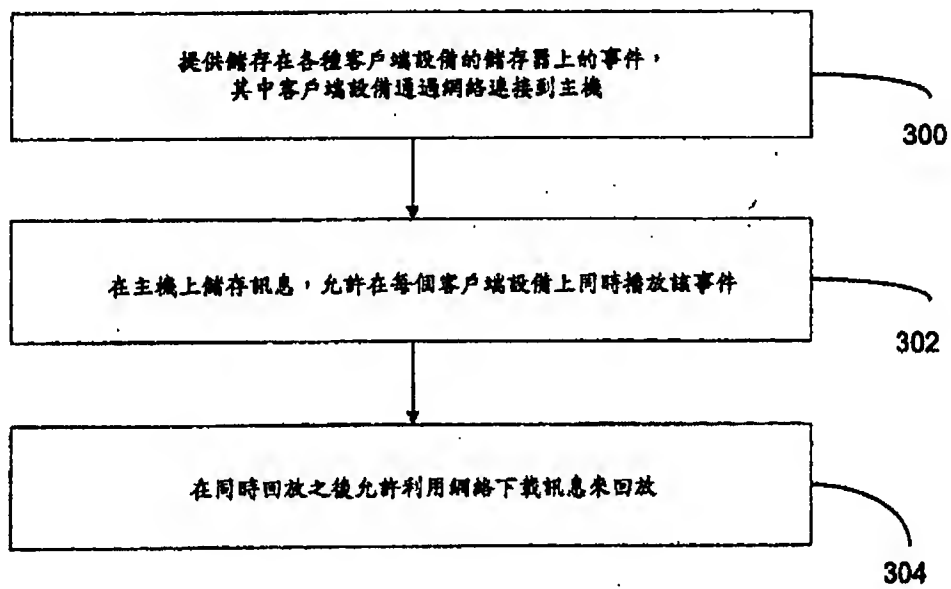 提供儲存在各種客戶端設備的儲存器上的事件，
其中客戶端設備通過網絡連接到主機
300
在主機上儲存訊息，允許在每個客戶端設備上同時播放該事件
302
在同時回放之後允許利用網絡下載訊息來回放
304